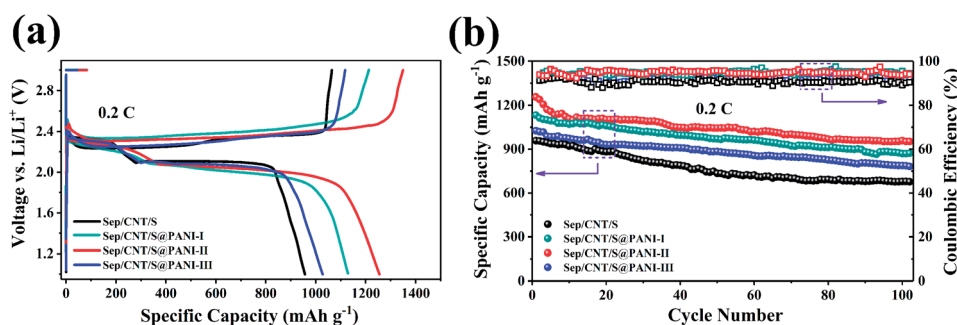 (a)
Voltage vs. Li/Li⁺ (V)
2.8
2.4
2.0
1.6
1.2
0.2 C
Sep/CNT/S
Sep/CNT/S@PANI-I
Sep/CNT/S@PANI-II
Sep/CNT/S@PANI-III
0 200 400 600 800 1000 1200 1400
Specific Capacity (mAh g⁻¹)
(b)
Specific Capacity (mAh g⁻¹)
1500
1200
900
600
300
0
0.2 C
Sep/CNT/S
Sep/CNT/S@PANI-I
Sep/CNT/S@PANI-II
Sep/CNT/S@PANI-III
0 20 40 60 80 100
Cycle Number
100
80
60
40
20
0
Coulombic Efficiency (%)